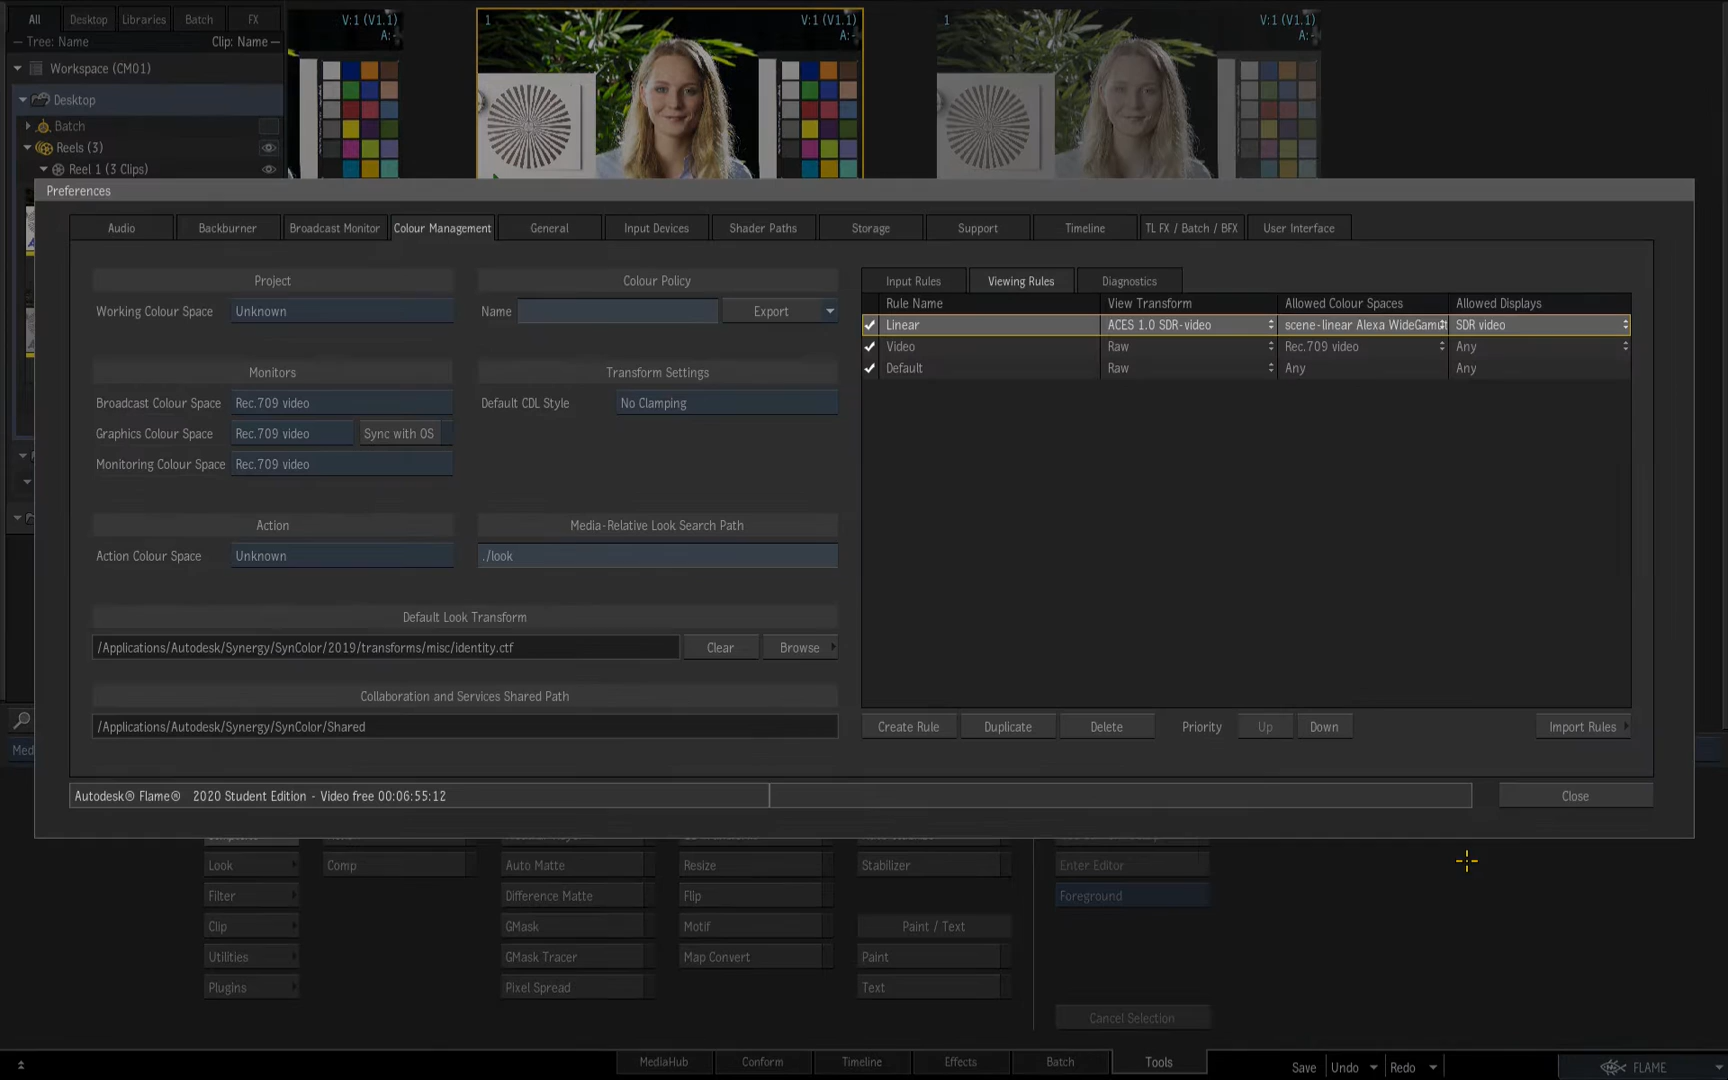 All Desktop Libraries Batch FX
Tree: Name Clip: Name
Workspace (CM01)
Desktop
Batch
Reels (3)
Reel 1 (3 Clips)
V:1 (V1.1)
A:-
1 V:1 (V1.1)
A:-
1 V:1 (V1.1)
A:-
Preferences
Audio Backburner Broadcast Monitor Colour Management General Input Devices Shader Paths Storage Support Timeline TL FX / Batch / BFX User Interface
Project
Working Colour Space Unknown
Monitors
Broadcast Colour Space Rec.709 video
Graphics Colour Space Rec.709 video Sync with OS
Monitoring Colour Space Rec.709 video
Action
Action Colour Space Unknown
Colour Policy
Name Export
Transform Settings
Default CDL Style No Clamping
Media-Relative Look Search Path
./look
Default Look Transform
/Applications/Autodesk/Synergy/SynColor/2019/transforms/misc/identity.ctf Clear Browse
Collaboration and Services Shared Path
/Applications/Autodesk/Synergy/SynColor/Shared
Input Rules Viewing Rules Diagnostics
Rule Name View Transform Allowed Colour Spaces Allowed Displays
Linear ACES 1.0 SDR-video scene-linear Alexa WideGamut SDR video
Video Raw Rec.709 video Any
Default Raw Any Any
Create Rule Duplicate Delete Priority Up Down Import Rules
Autodesk® Flame® 2020 Student Edition - Video free 00:06:55:12 Close
Med
Look Comp Auto Matte Resize Stabilizer Enter Editor
Filter Difference Matte Flip Foreground
Clip GMask Motif Paint / Text
Utilities GMask Tracer Map Convert Paint
Plugins Pixel Spread Text
Cancel Selection
MediaHub Conform Timeline Effects Batch Tools Save Undo Redo FLAME